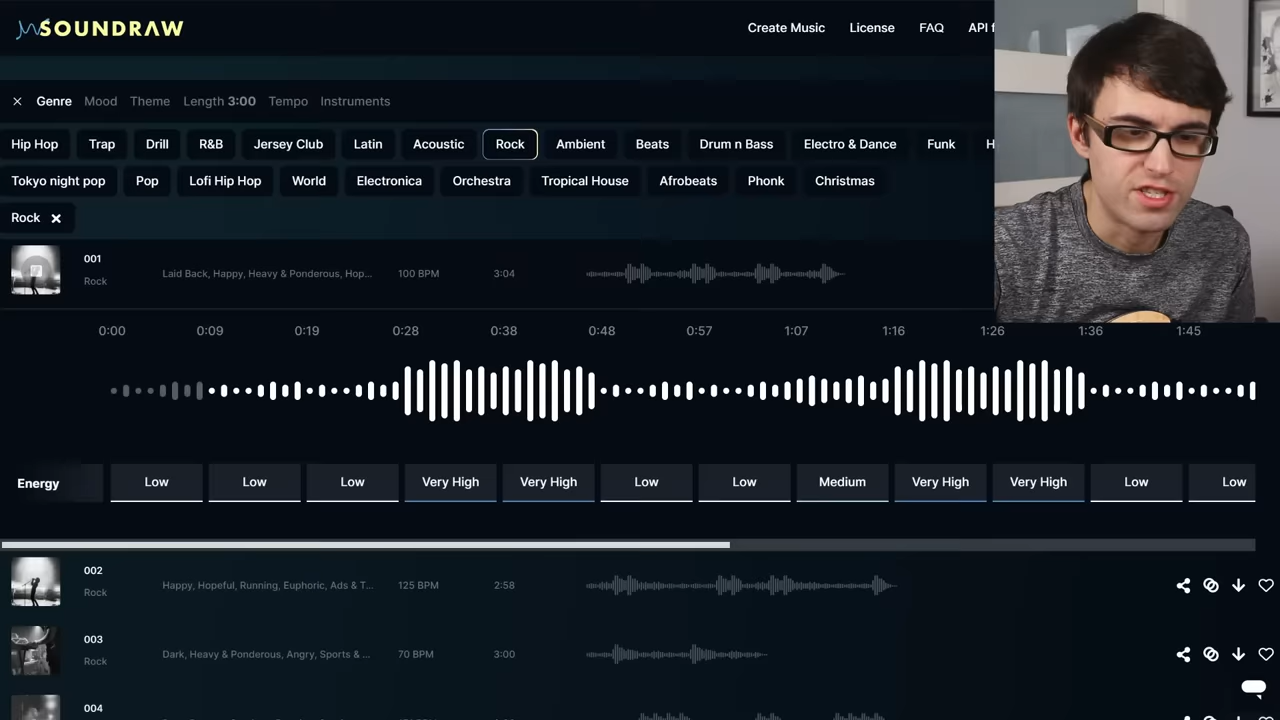 SOUNDRAW
Create Music License FAQ API f
Genre Mood Theme Length 3:00 Tempo Instruments
Hip Hop Trap Drill R&B Jersey Club Latin Acoustic Rock Ambient Beats Drum n Bass Electro & Dance Funk H
Tokyo night pop Pop Lofi Hip Hop World Electronica Orchestra Tropical House Afrobeats Phonk Christmas
Rock
001
Laid Back, Happy, Heavy & Ponderous, Hop... 100 BPM 3:04
Rock
0:00 0:09 0:19 0:28 0:38 0:48 0:57 1:07 1:16 1:26 1:36 1:45
Energy Low Low Low Very High Very High Low Low Medium Very High Very High Low Low
002
Happy, Hopeful, Running, Euphoric, Ads & T... 125 BPM 2:58
Rock
003
Dark, Heavy & Ponderous, Angry, Sports & ... 70 BPM 3:00
Rock
004